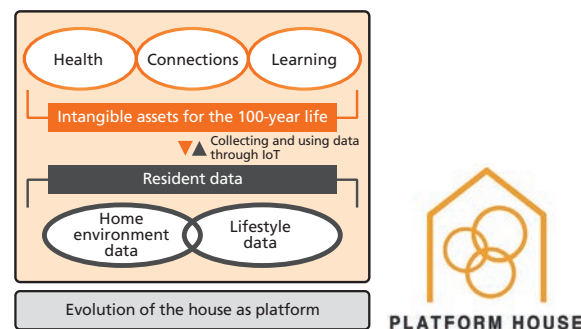 Health
Connections
Learning
Intangible assets for the 100-year life
Collecting and using data
through IoT
Resident data
Home
environment
data
Lifestyle
data
Evolution of the house as platform
PLATFORM HOUSE